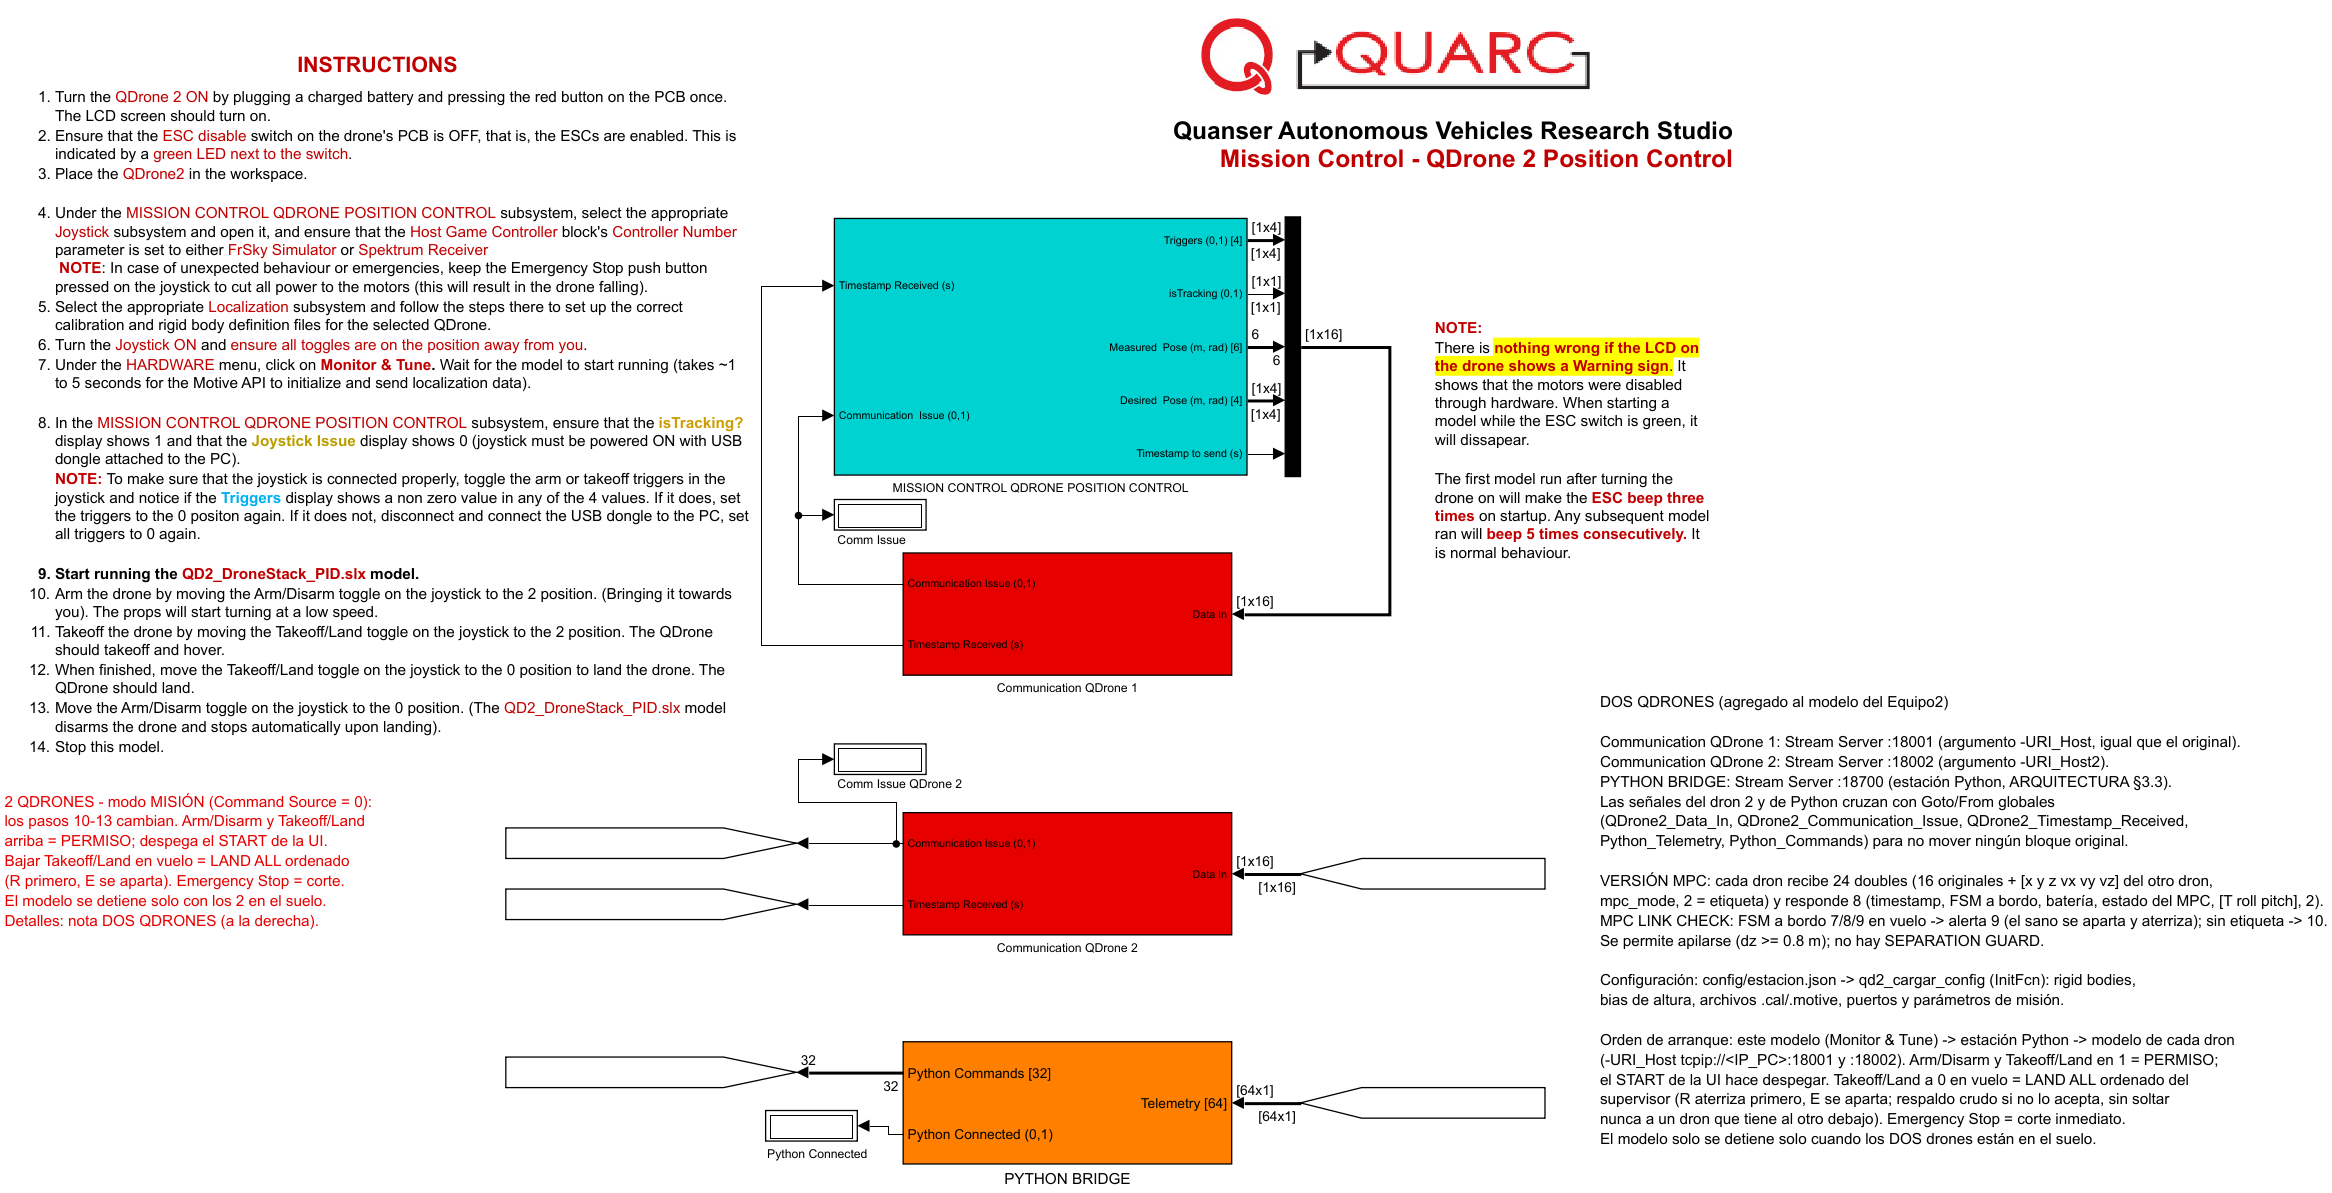 INSTRUCTIONS
1. Turn the QDrone 2 ON by plugging a charged battery and pressing the red button on the PCB once.
The LCD screen should turn on.
2. Ensure that the ESC disable switch on the drone's PCB is OFF, that is, the ESCs are enabled. This is
indicated by a green LED next to the switch.
3. Place the QDrone2 in the workspace.
4. Under the MISSION CONTROL QDRONE POSITION CONTROL subsystem, select the appropriate
Joystick subsystem and open it, and ensure that the Host Game Controller block's Controller Number
parameter is set to either FrSky Simulator or Spektrum Receiver
NOTE: In case of unexpected behaviour or emergencies, keep the Emergency Stop push button
pressed on the joystick to cut all power to the motors (this will result in the drone falling).
5. Select the appropriate Localization subsystem and follow the steps there to set up the correct
calibration and rigid body definition files for the selected QDrone.
6. Turn the Joystick ON and ensure all toggles are on the position away from you.
7. Under the HARDWARE menu, click on Monitor & Tune. Wait for the model to start running (takes ~1
to 5 seconds for the Motive API to initialize and send localization data).
8. In the MISSION CONTROL QDRONE POSITION CONTROL subsystem, ensure that the isTracking?
display shows 1 and that the Joystick Issue display shows 0 (joystick must be powered ON with USB
dongle attached to the PC).
NOTE: To make sure that the joystick is connected properly, toggle the arm or takeoff triggers in the
joystick and notice if the Triggers display shows a non zero value in any of the 4 values. If it does, set
the triggers to the 0 positon again. If it does not, disconnect and connect the USB dongle to the PC, set
all triggers to 0 again.
9. Start running the QD2_DroneStack_PID.slx model.
10. Arm the drone by moving the Arm/Disarm toggle on the joystick to the 2 position. (Bringing it towards
you). The props will start turning at a low speed.
11. Takeoff the drone by moving the Takeoff/Land toggle on the joystick to the 2 position. The QDrone
should takeoff and hover.
12. When finished, move the Takeoff/Land toggle on the joystick to the 0 position to land the drone. The
QDrone should land.
13. Move the Arm/Disarm toggle on the joystick to the 0 position. (The QD2_DroneStack_PID.slx model
disarms the drone and stops automatically upon landing).
14. Stop this model.
2 QDRONES - modo MISIÓN (Command Source = 0):
los pasos 10-13 cambian. Arm/Disarm y Takeoff/Land
arriba = PERMISO; despega el START de la UI.
Bajar Takeoff/Land en vuelo = LAND ALL ordenado
(R primero, E se aparta). Emergency Stop = corte.
El modelo se detiene solo con los 2 en el suelo.
Detalles: nota DOS QDRONES (a la derecha).
QUARC
Quanser Autonomous Vehicles Research Studio
Mission Control - QDrone 2 Position Control
Timestamp Received (s)
Communication Issue (0,1)
Triggers (0,1) [4]
[1x4]
[1x4]
isTracking (0,1)
[1x1]
[1x1]
Measured Pose (m, rad) [6]
6
6
Desired Pose (m, rad) [4]
[1x4]
[1x4]
Timestamp to send (s)
[1x16]
MISSION CONTROL QDRONE POSITION CONTROL
Comm Issue
Communication Issue (0,1)
Timestamp Received (s)
Data In
[1x16]
Communication QDrone 1
Comm Issue QDrone 2
Communication Issue (0,1)
Timestamp Received (s)
Data In
[1x16]
[1x16]
Communication QDrone 2
32
32
Python Commands [32]
Python Connected (0,1)
Telemetry [64]
[64x1]
[64x1]
Python Connected
PYTHON BRIDGE
NOTE:
There is nothing wrong if the LCD on
the drone shows a Warning sign. It
shows that the motors were disabled
through hardware. When starting a
model while the ESC switch is green, it
will dissapear.
The first model run after turning the
drone on will make the ESC beep three
times on startup. Any subsequent model
ran will beep 5 times consecutively. It
is normal behaviour.
DOS QDRONES (agregado al modelo del Equipo2)
Communication QDrone 1: Stream Server :18001 (argumento -URI_Host, igual que el original).
Communication QDrone 2: Stream Server :18002 (argumento -URI_Host2).
PYTHON BRIDGE: Stream Server :18700 (estación Python, ARQUITECTURA §3.3).
Las señales del dron 2 y de Python cruzan con Goto/From globales
(QDrone2_Data_In, QDrone2_Communication_Issue, QDrone2_Timestamp_Received,
Python_Telemetry, Python_Commands) para no mover ningún bloque original.
VERSIÓN MPC: cada dron recibe 24 doubles (16 originales + [x y z vx vy vz] del otro dron,
mpc_mode, 2 = etiqueta) y responde 8 (timestamp, FSM a bordo, batería, estado del MPC, [T roll pitch], 2).
MPC LINK CHECK: FSM a bordo 7/8/9 en vuelo -> alerta 9 (el sano se aparta y aterriza); sin etiqueta -> 10.
Se permite apilarse (dz >= 0.8 m); no hay SEPARATION GUARD.
Configuración: config/estacion.json -> qd2_cargar_config (InitFcn): rigid bodies,
bias de altura, archivos .cal/.motive, puertos y parámetros de misión.
Orden de arranque: este modelo (Monitor & Tune) -> estación Python -> modelo de cada dron
(-URI_Host tcpip://<IP_PC>:18001 y :18002). Arm/Disarm y Takeoff/Land en 1 = PERMISO;
el START de la UI hace despegar. Takeoff/Land a 0 en vuelo = LAND ALL ordenado del
supervisor (R aterriza primero, E se aparta; respaldo crudo si no lo acepta, sin soltar
nunca a un dron que tiene al otro debajo). Emergency Stop = corte inmediato.
El modelo solo se detiene solo cuando los DOS drones están en el suelo.